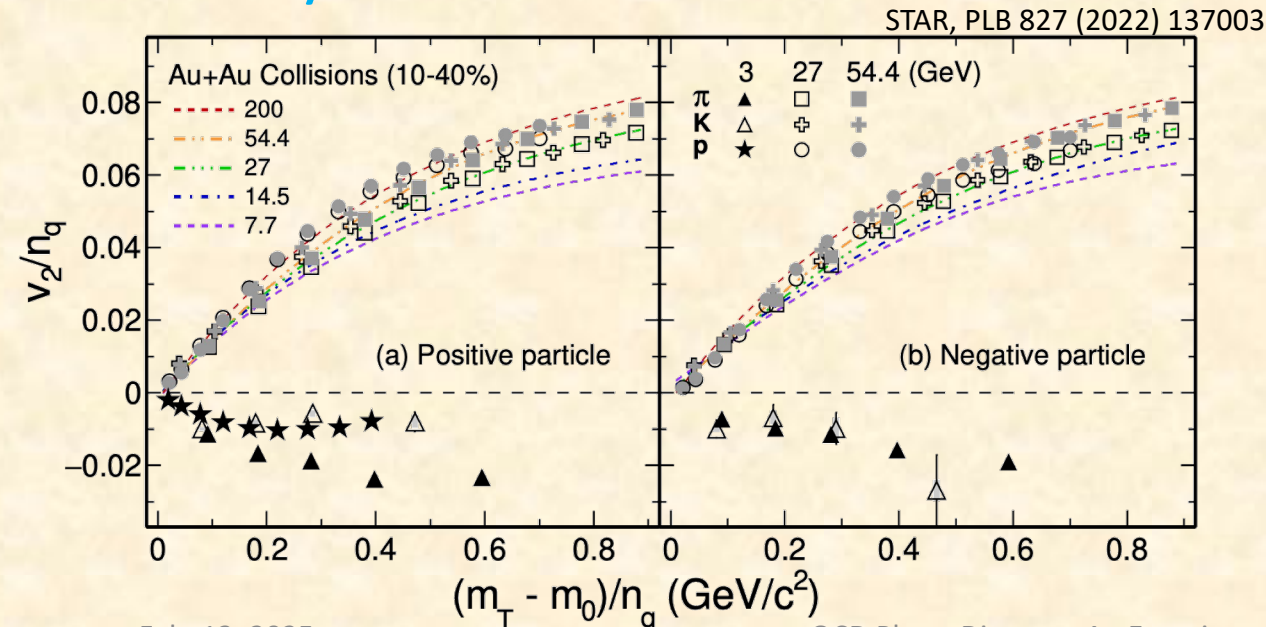 STAR, PLB 827 (2022) 137003
Au+Au Collisions (10-40%)
200
54.4
27
14.5
7.7
3 27 54.4 (GeV)
π
K
p
(a) Positive particle
(b) Negative particle
v2/nq
0.08
0.06
0.04
0.02
0
−0.02
0 0.2 0.4 0.6 0.8
0 0.2 0.4 0.6 0.8
(mT - m0)/nq (GeV/c²)